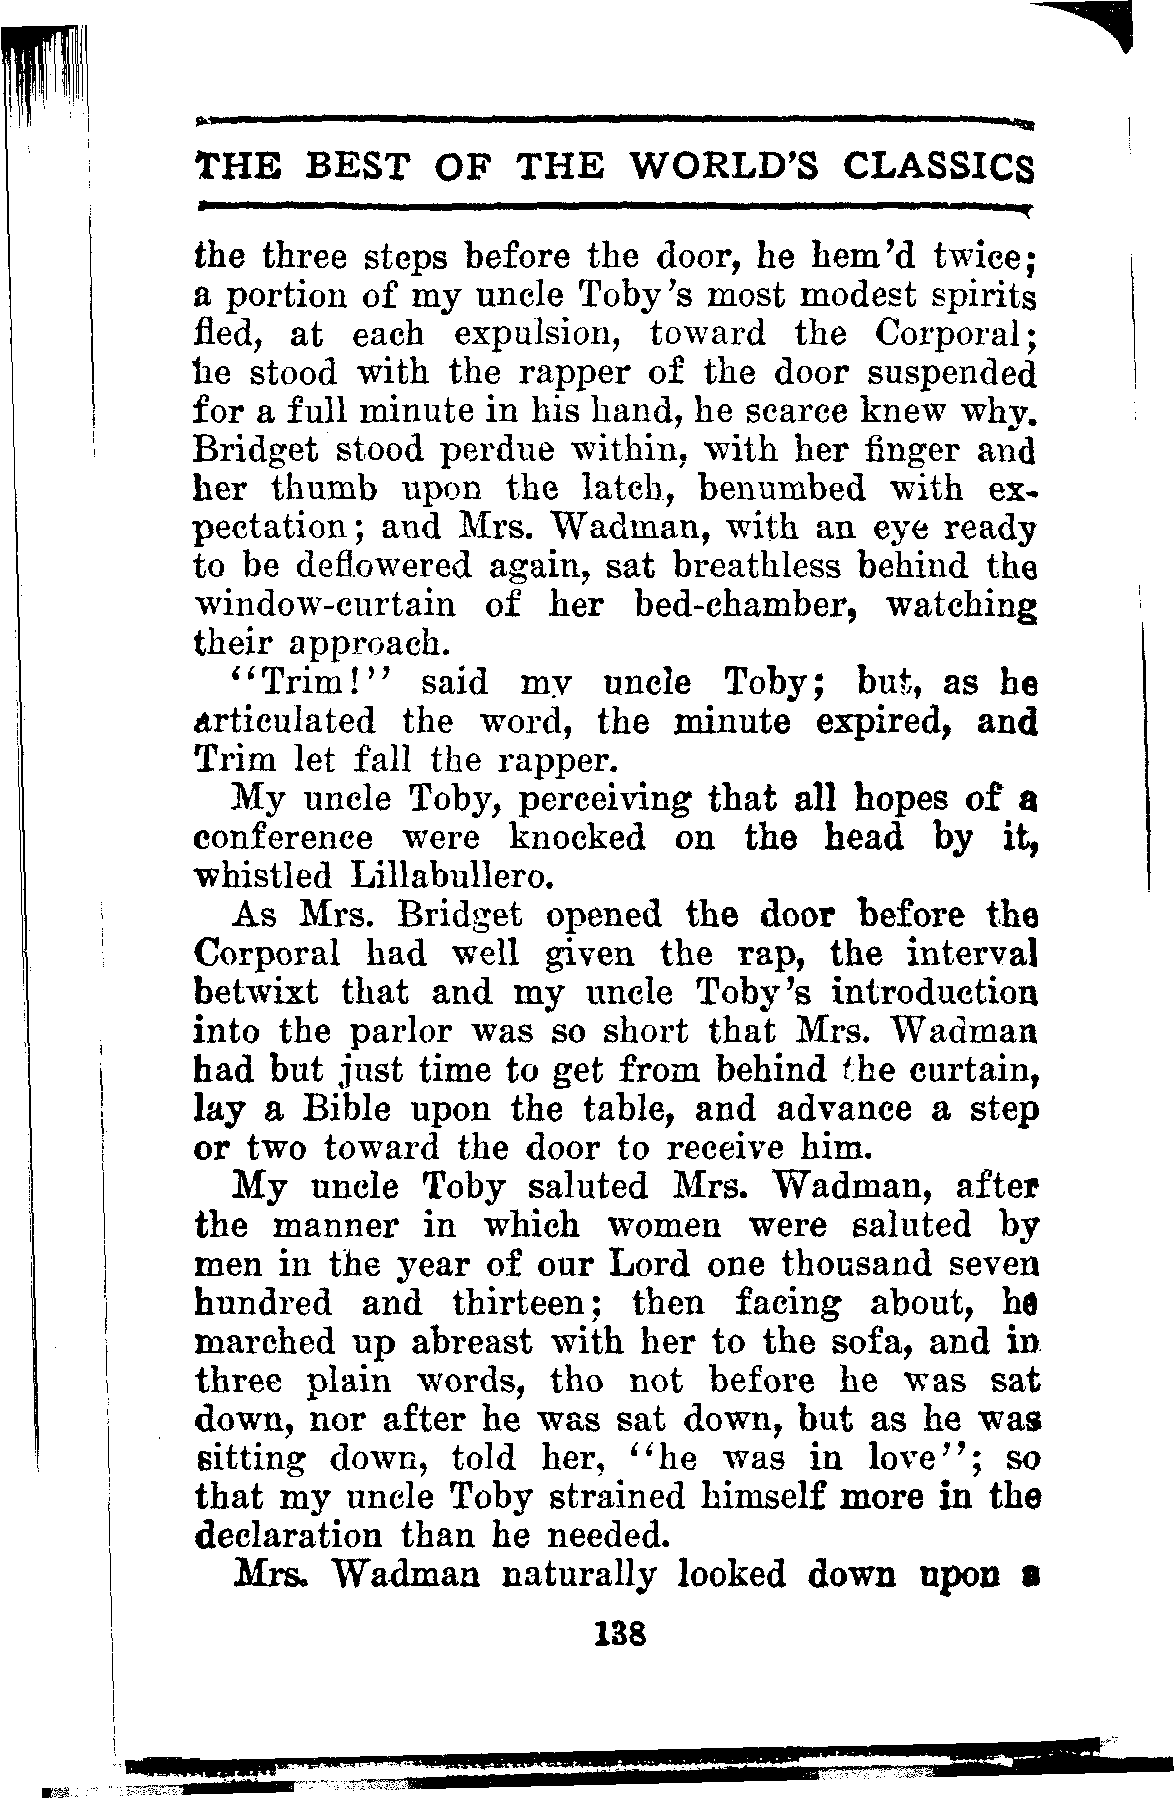 THE BEST OF THE WORLD'S CLASSICS
the three steps before the door, he hem'd twice;
a portion of my uncle Toby's most modest spirits
fled, at each expulsion, toward the Corporal;
he stood with the rapper of the door suspended
for a full minute in his hand, he scarce knew why.
Bridget stood perdue within, with her finger and
her thumb upon the latch, benumbed with ex-
pectation; and Mrs. Wadman, with an eye ready
to be deflowered again, sat breathless behind the
window-curtain of her bed-chamber, watching
their approach.
"Trim!" said my uncle Toby; but, as he
articulated the word, the minute expired, and
Trim let fall the rapper.
My uncle Toby, perceiving that all hopes of a
conference were knocked on the head by it,
whistled Lillabullero.
As Mrs. Bridget opened the door before the
Corporal had well given the rap, the interval
betwixt that and my uncle Toby's introduction
into the parlor was so short that Mrs. Wadman
had but just time to get from behind the curtain,
lay a Bible upon the table, and advance a step
or two toward the door to receive him.
My uncle Toby saluted Mrs. Wadman, after
the manner in which women were saluted by
men in the year of our Lord one thousand seven
hundred and thirteen; then facing about, he
marched up abreast with her to the sofa, and in
three plain words, tho not before he was sat
down, nor after he was sat down, but as he was
sitting down, told her, "he was in love"; so
that my uncle Toby strained himself more in the
declaration than he needed.
Mrs. Wadman naturally looked down upon a
138